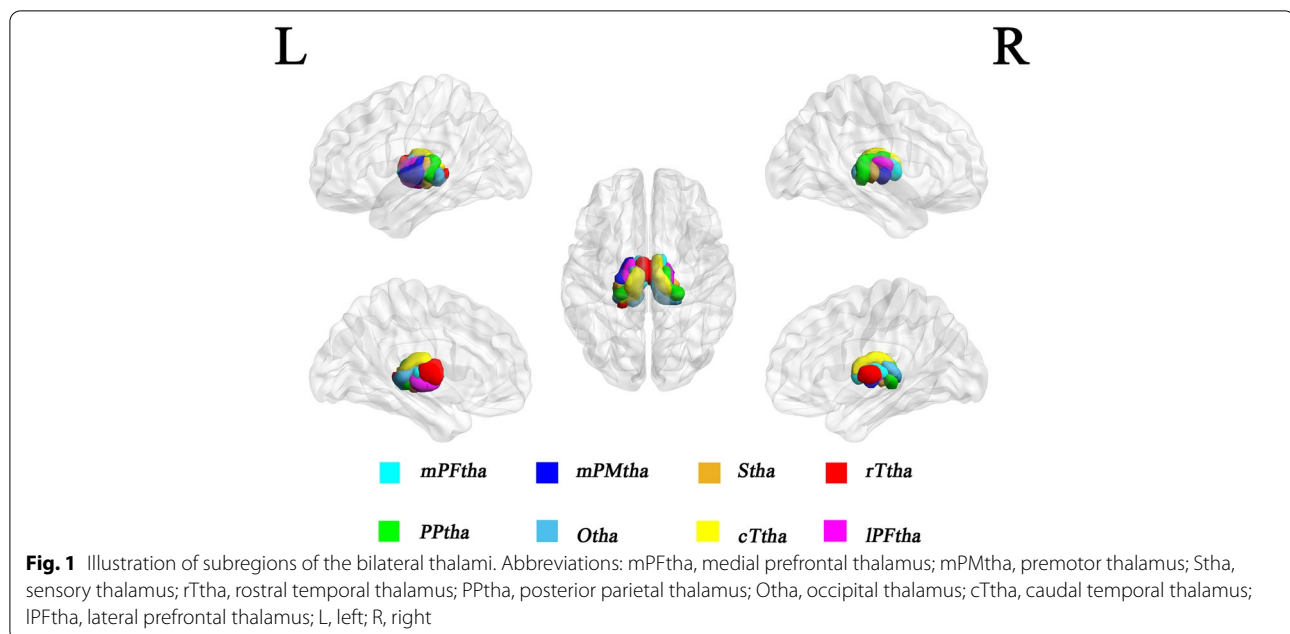 L
R
mPFtha
mPMtha
Stha
rTtha
PPtha
Otha
cTtha
lPFtha
Fig. 1 Illustration of subregions of the bilateral thalami. Abbreviations: mPFtha, medial prefrontal thalamus; mPMtha, premotor thalamus; Stha,
sensory thalamus; rTtha, rostral temporal thalamus; PPtha, posterior parietal thalamus; Otha, occipital thalamus; cTtha, caudal temporal thalamus;
lPFtha, lateral prefrontal thalamus; L, left; R, right